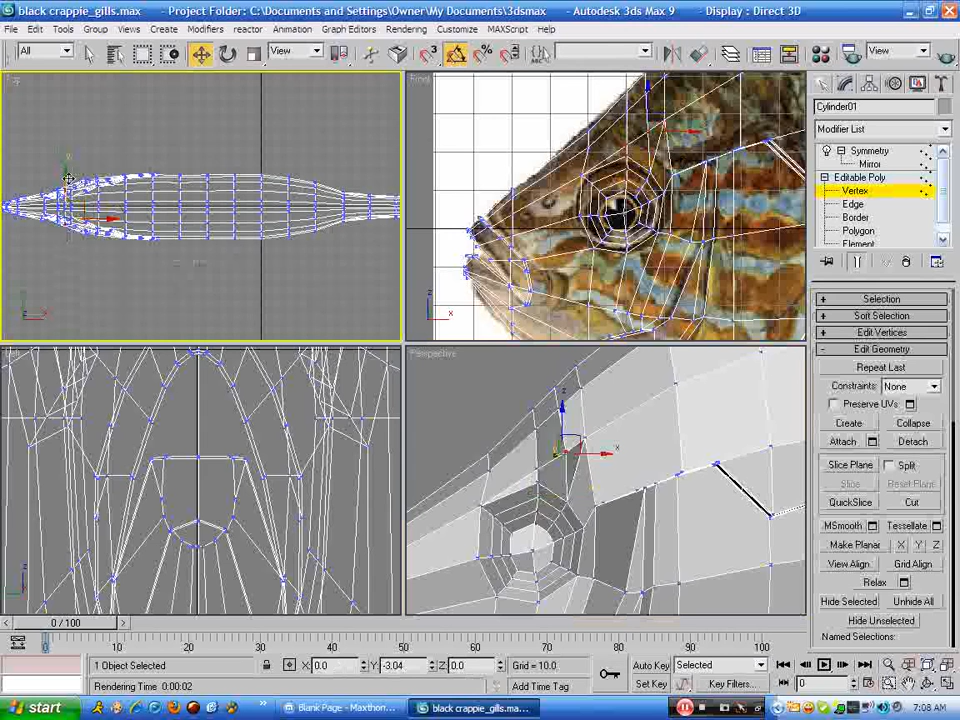 black crappie_gills.max - Project Folder: C:\Documents and Settings\Owner\My Documents\3dsmax - Autodesk 3ds Max 9 - Display : Direct 3D
File Edit Tools Group Views Create Modifiers reactor Animation Graph Editors Rendering Customize MAXScript Help
All View View
Cylinder01
Modifier List
Symmetry
Mirror
Editable Poly
Vertex
Edge
Border
Polygon
Element
Front
Selection
Sort Selection
Edit Vertices
Edit Geometry
Repeat Last
Constraints: None
Preserve UVs:
Create Collapse
Attach Detach
Slice Plane Split
Slice Reset Plane
QuickSlice Cut
MSmooth Tessellate
Make Planar X Y Z
View Align Grid Align
Relax
Hide Selected Unhide All
Hide Unselected
Named Selections:
Left Perspective
0 / 100
0 10 20 30 40 50 60 70 80 90 100
1 Object Selected X: 0.0 Y: -3.04 Z: 0.0 Grid = 10.0 Auto Key Selected
Rendering Time 0:00:02 Add Time Tag Set Key Key Filters... 0
start Blank Page - Maxthon... black crappie_gills.ma... 7:08 AM